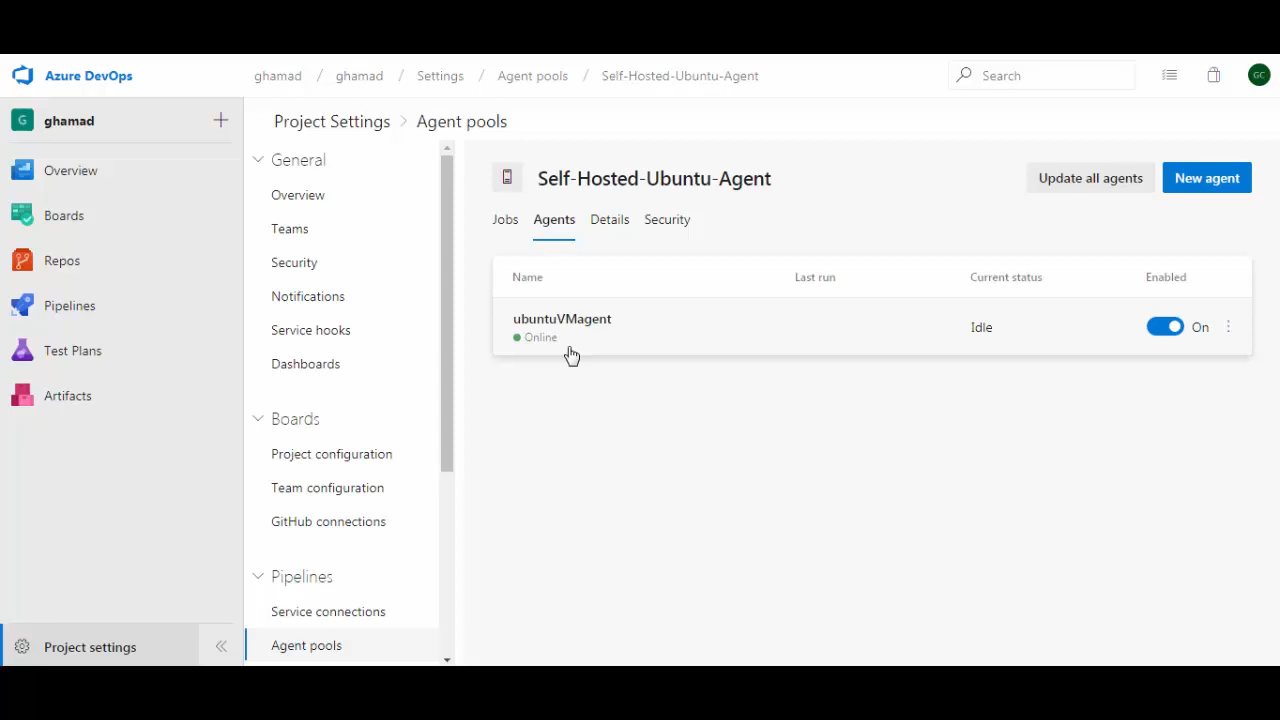 Azure DevOps
ghamad / ghamad / Settings / Agent pools / Self-Hosted-Ubuntu-Agent
Search
GC
G ghamad
Overview
Boards
Repos
Pipelines
Test Plans
Artifacts
Project settings
Project Settings > Agent pools
General
Overview
Teams
Security
Notifications
Service hooks
Dashboards
Boards
Project configuration
Team configuration
GitHub connections
Pipelines
Service connections
Agent pools
Self-Hosted-Ubuntu-Agent
Update all agents
New agent
Jobs Agents Details Security
Name Last run Current status Enabled
ubuntuVMagent
Online
Idle
On